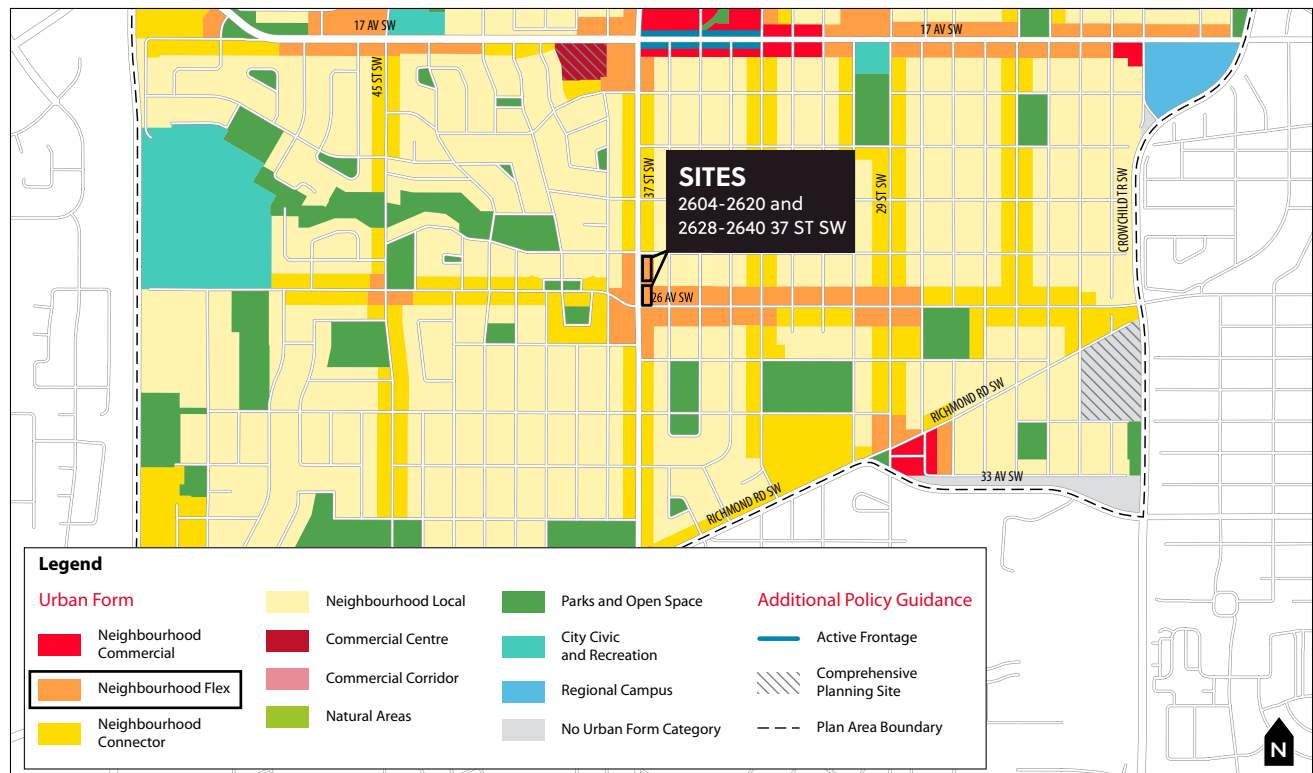 17 AV SW
17 AV SW
45 ST SW
37 ST SW
SITES
2604-2620 and
2628-2640 37 ST SW
29 ST SW
CROWCHILD TR SW
26 AV SW
RICHMOND RD SW
33 AV SW
RICHMOND RD SW
Legend
Urban Form
Neighbourhood
Commercial
Neighbourhood Flex
Neighbourhood
Connector
Neighbourhood Local
Commercial Centre
Commercial Corridor
Natural Areas
Parks and Open Space
City Civic
and Recreation
Regional Campus
No Urban Form Category
Additional Policy Guidance
Active Frontage
Comprehensive
Planning Site
Plan Area Boundary
N